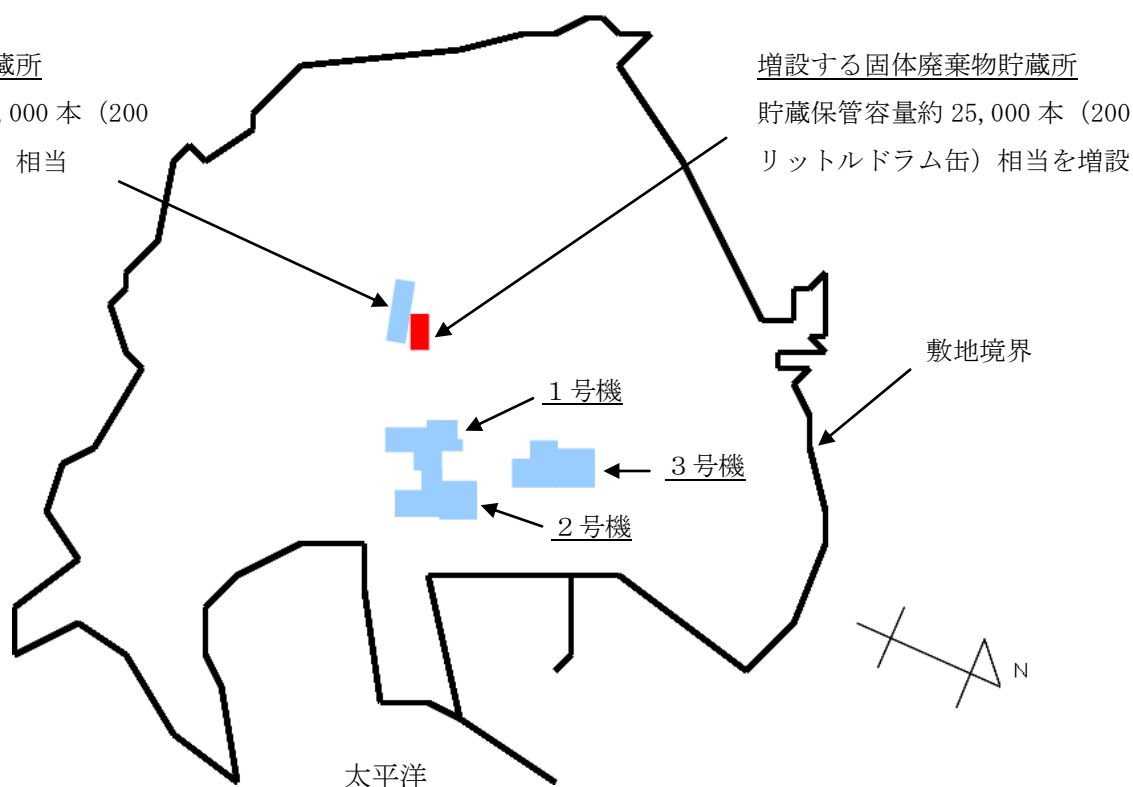 蔵所
,000 本（200
相当
増設する固体廃棄物貯蔵所
貯蔵保管容量約 25,000 本（200
リットルドラム缶）相当を増設
敷地境界
１号機
３号機
２号機
N
太平洋